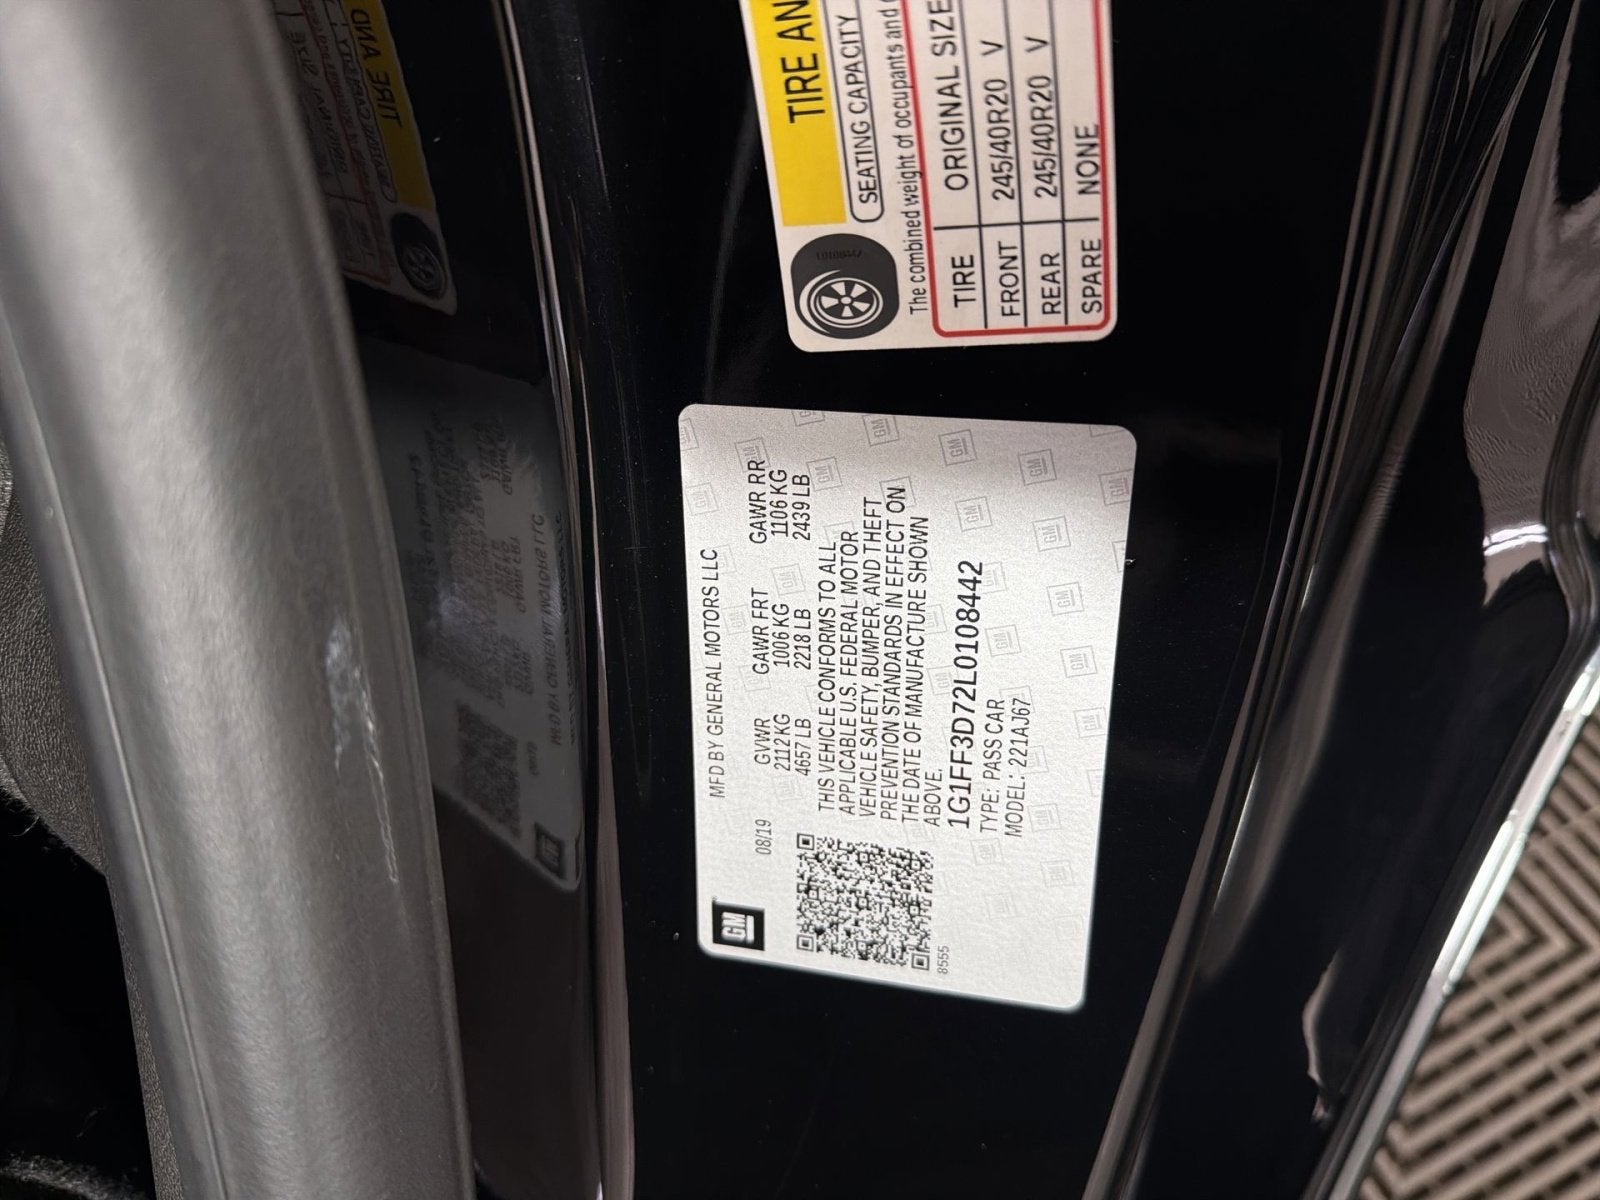 GM
MFD BY GENERAL MOTORS LLC
08/19
GVWR GAWR FRT GAWR RR
2112 KG 1006 KG 1106 KG
4657 LB 2218 LB 2439 LB
THIS VEHICLE CONFORMS TO ALL
APPLICABLE U.S. FEDERAL MOTOR
VEHICLE SAFETY, BUMPER, AND THEFT
PREVENTION STANDARDS IN EFFECT ON
THE DATE OF MANUFACTURE SHOWN
ABOVE.
1G1FF3D72L0108442
TYPE: PASS CAR
MODEL: 221AJ67
8555
TIRE AN
SEATING CAPACITY
The combined weight of occupants and
TIRE ORIGINAL SIZE
FRONT 245/40R20 V
REAR 245/40R20 V
SPARE NONE